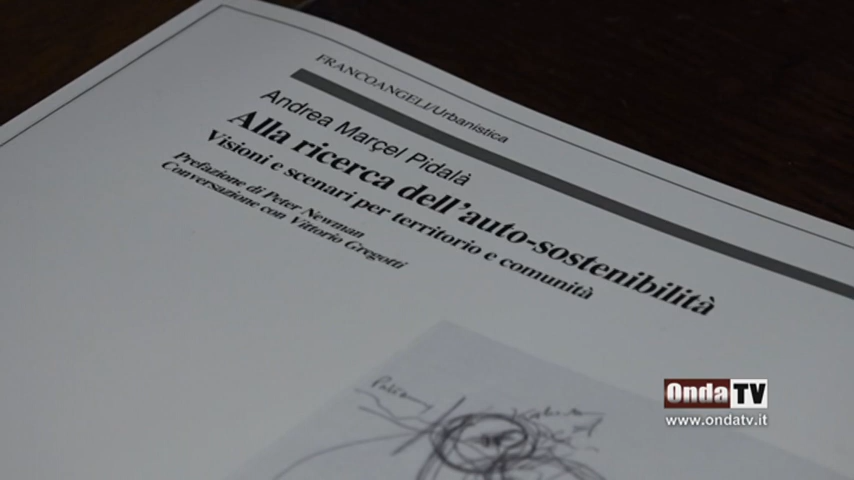 FRANCOANGELI/Urbanistica
Andrea Marçel Pidalà
Alla ricerca dell'auto-sostenibilità
Visioni e scenari per territorio e comunità
Prefazione di Peter Newman
Conversazione con Vittorio Gregotti
OndaTV
www.ondatv.it